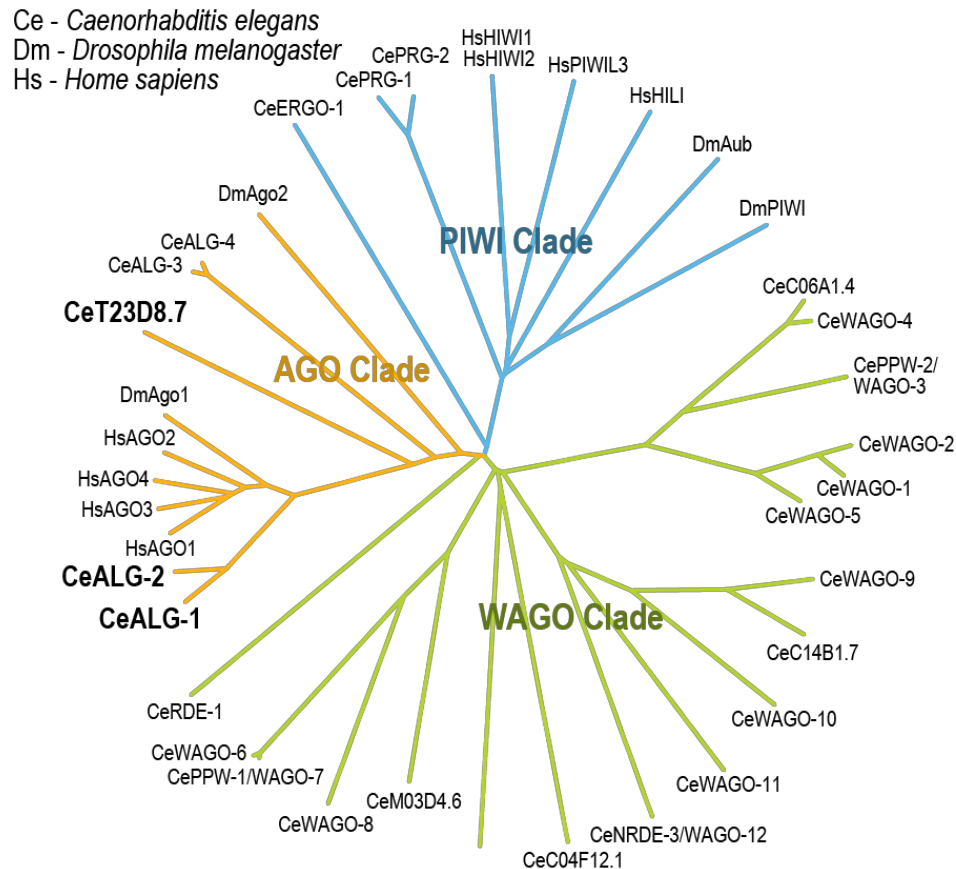 Ce - Caenorhabditis elegans
Dm - Drosophila melanogaster
Hs - Home sapiens
CePRG-2
CePRG-1
CeERGO-1
HsHIWI1
HsHIWI2
HsPIWIL3
HsHILI
DmAub
DmPIWI
PIWI Clade
DmAgo2
CeALG-4
CeALG-3
CeT23D8.7
AGO Clade
DmAgo1
HsAGO2
HsAGO4
HsAGO3
HsAGO1
CeALG-2
CeALG-1
CeC06A1.4
CeWAGO-4
CePPW-2/
WAGO-3
CeWAGO-2
CeWAGO-1
CeWAGO-5
CeWAGO-9
WAGO Clade
CeC14B1.7
CeWAGO-10
CeWAGO-11
CeNRDE-3/WAGO-12
CeC04F12.1
CeM03D4.6
CeWAGO-8
CePPW-1/WAGO-7
CeWAGO-6
CeRDE-1